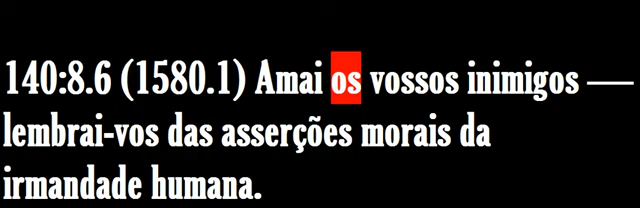 140:8.6 (1580.1) Amai os vossos inimigos —
lembrai-vos das asserções morais da
irmandade humana.